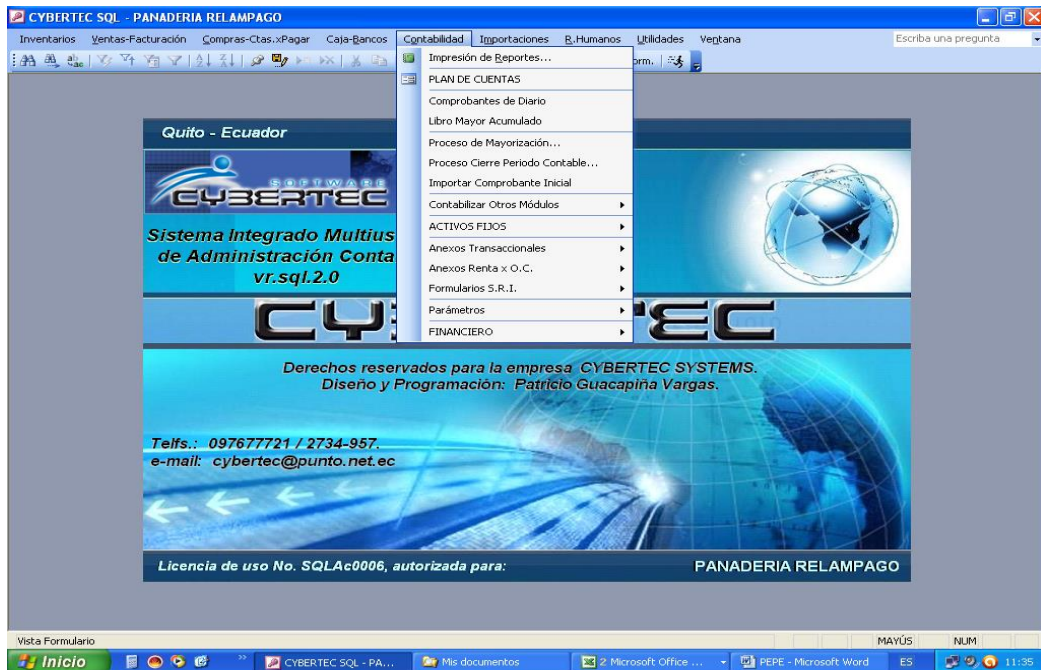 CYBERTEC SQL - PANADERIA RELAMPAGO
Inventarios Ventas-Facturación Compras-Ctas.xPagar Caja-Bancos Contabilidad Importaciones R.Humanos Utilidades Ventana Escriba una pregunta
orm.
Impresión de Reportes...
PLAN DE CUENTAS
Comprobantes de Diario
Libro Mayor Acumulado
Proceso de Mayorización...
Proceso Cierre Periodo Contable...
Importar Comprobante Inicial
Contabilizar Otros Módulos
ACTIVOS FIJOS
Anexos Transaccionales
Anexos Renta x O.C.
Formularios S.R.I.
Parámetros
FINANCIERO
Quito - Ecuador
SOFTWARE
CYBERTEC
Sistema Integrado Multius
de Administración Conta
vr.sql.2.0
CY TEC
Derechos reservados para la empresa CYBERTEC SYSTEMS.
Diseño y Programación: Patricio Guacapiña Vargas.
Telfs.: 097677721 / 2734-957.
e-mail: cybertec@punto.net.ec
Licencia de uso No. SQLAc0006, autorizada para: PANADERIA RELAMPAGO
Vista Formulario MAYÚS NUM
Inicio CYBERTEC SQL - PA... Mis documentos 2 Microsoft Office ... PEPE - Microsoft Word ES 11:35